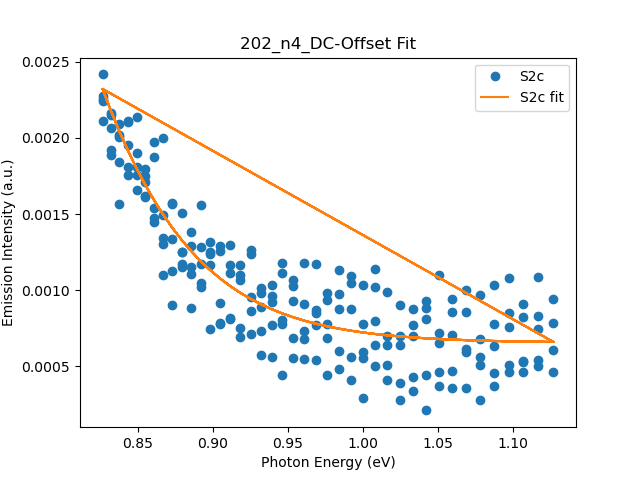 202_n4_DC-Offset Fit
S2c
S2c fit
Emission Intensity (a.u.)
0.0025
0.0020
0.0015
0.0010
0.0005
0.85 0.90 0.95 1.00 1.05 1.10
Photon Energy (eV)